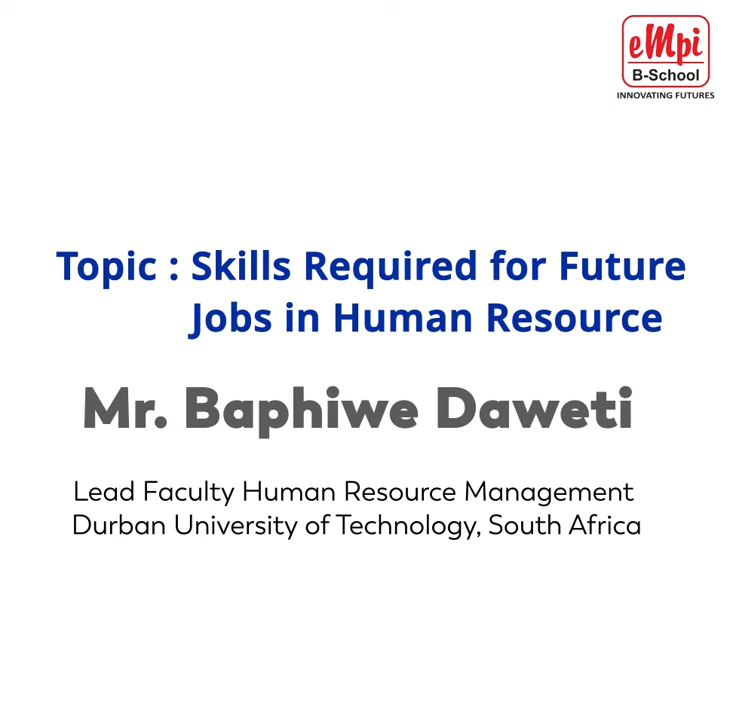 eMpi
B-School
INNOVATING FUTURES
Topic : Skills Required for Future
Jobs in Human Resource
Mr. Baphiwe Daweti
Lead Faculty Human Resource Management
Durban University of Technology, South Africa